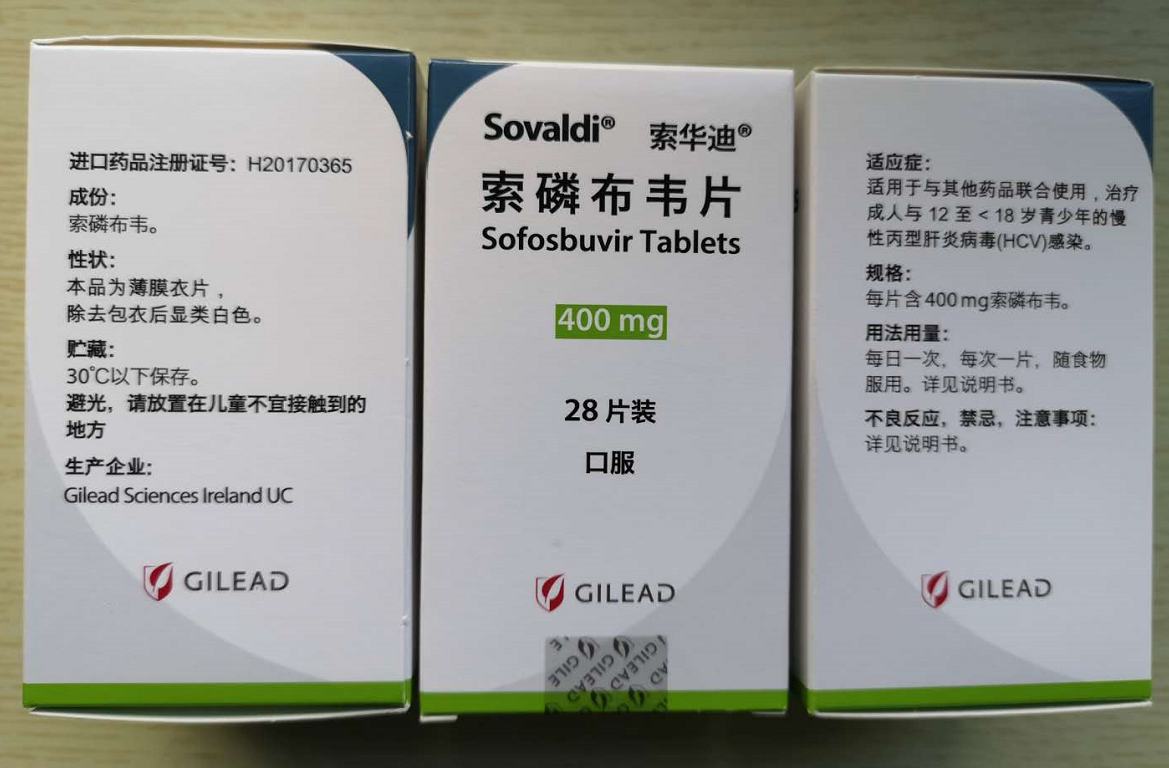 进口药品注册证号：H20170365
成份：
索磷布韦。
性状：
本品为薄膜衣片，
除去包衣后显类白色。
贮藏：
30℃以下保存。
避光，请放置在儿童不宜接触到的
地方
生产企业：
Gilead Sciences Ireland UC
GILEAD
Sovaldi® 索华迪®
索磷布韦片
Sofosbuvir Tablets
400 mg
28 片装
口服
GILEAD
GILEAD
GILEAD
GILEAD
适应症：
适用于与其他药品联合使用，治疗
成人与 12 至 < 18 岁青少年的慢
性丙型肝炎病毒(HCV)感染。
规格：
每片含 400 mg索磷布韦。
用法用量：
每日一次，每次一片，随食物
服用。详见说明书。
不良反应，禁忌，注意事项：
详见说明书。
GILEAD